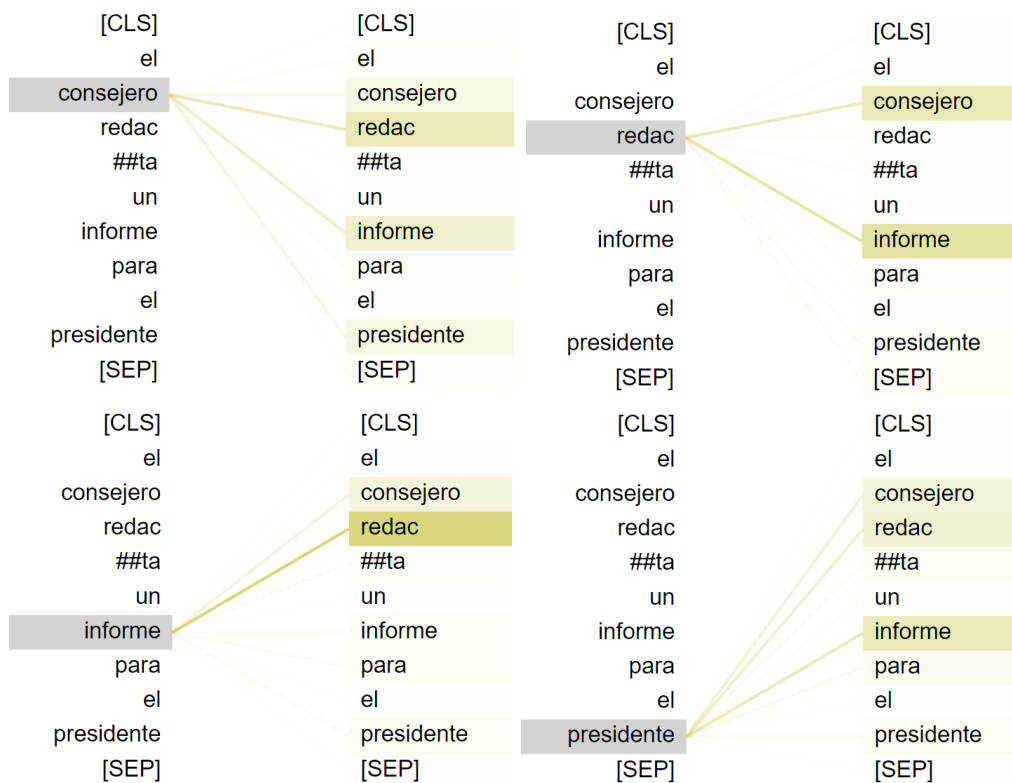 [CLS] [CLS]
el el
consejero consejero
redac redac
##ta ##ta
un un
informe informe
para para
el el
presidente presidente
[SEP] [SEP]
[CLS] [CLS]
el el
consejero consejero
redac redac
##ta ##ta
un un
informe informe
para para
el el
presidente presidente
[SEP] [SEP]
[CLS] [CLS]
el el
consejero consejero
redac redac
##ta ##ta
un un
informe informe
para para
el el
presidente presidente
[SEP] [SEP]
[CLS] [CLS]
el el
consejero consejero
redac redac
##ta ##ta
un un
informe informe
para para
el el
presidente presidente
[SEP] [SEP]